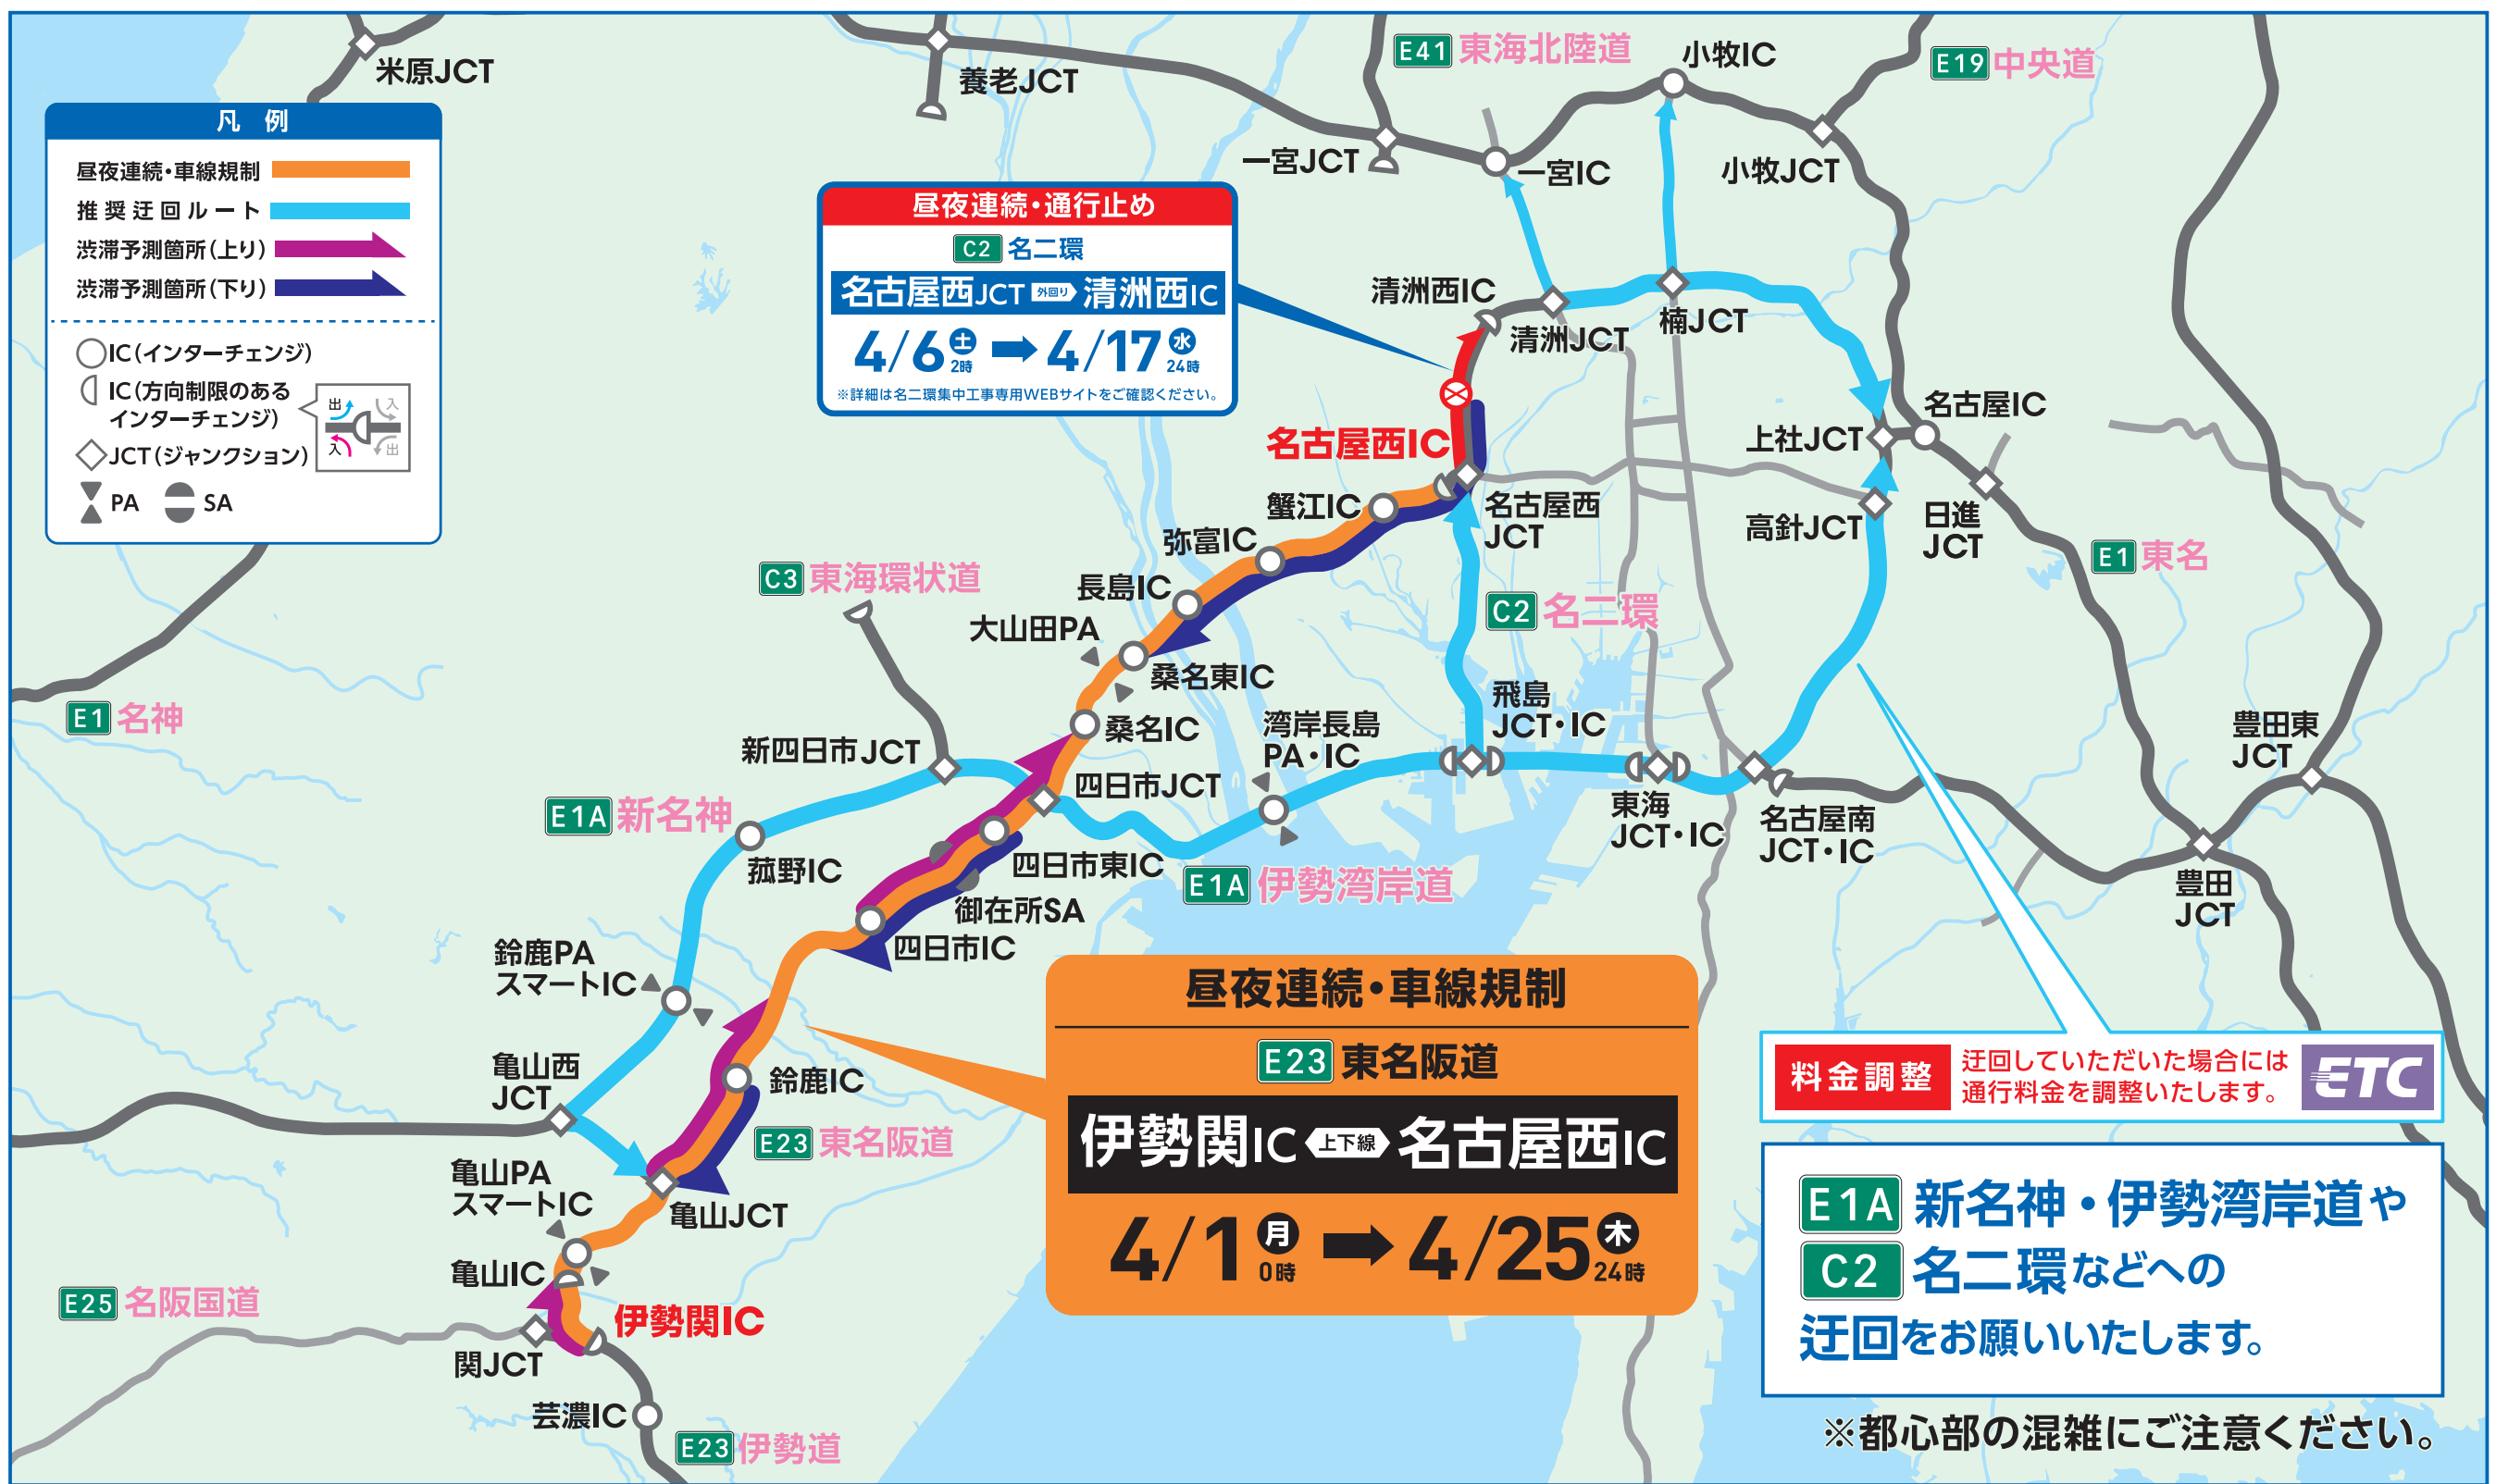 米原JCT
養老JCT
E41 東海北陸道
小牧IC
E19 中央道
一宮JCT
一宮IC
小牧JCT
凡 例
昼夜連続・車線規制
推奨迂回ルート
渋滞予測箇所(上り)
渋滞予測箇所(下り)
IC(インターチェンジ)
IC(方向制限のある
インターチェンジ)
出
入
入
出
JCT(ジャンクション)
PA
SA
昼夜連続・通行止め
C2 名二環
名古屋西JCT 外回り 清洲西IC
4/6 土 2時 4/17 水 24時
※詳細は名二環集中工事専用WEBサイトをご確認ください。
清洲西IC
清洲JCT
楠JCT
名古屋西IC
名古屋IC
上社JCT
蟹江IC
名古屋西
JCT
高針JCT
日進
JCT
弥富IC
E1 東名
C3 東海環状道
長島IC
C2 名二環
大山田PA
桑名東IC
E1 名神
桑名IC
新四日市JCT
湾岸長島
PA・IC
飛島
JCT・IC
豊田東
JCT
四日市JCT
E1A 新名神
東海
JCT・IC
名古屋南
JCT・IC
菰野IC
四日市東IC
E1A 伊勢湾岸道
豊田
JCT
御在所SA
四日市IC
鈴鹿PA
スマートIC
昼夜連続・車線規制
E23 東名阪道
伊勢関IC 上下線 名古屋西IC
4/1 月 0時 4/25 木 24時
亀山西
JCT
鈴鹿IC
料金調整
迂回していただいた場合には
通行料金を調整いたします。
ETC
E23 東名阪道
亀山PA
スマートIC
亀山JCT
E1A 新名神・伊勢湾岸道や
C2 名二環などへの
迂回をお願いいたします。
亀山IC
E25 名阪国道
伊勢関IC
関JCT
芸濃IC
E23 伊勢道
※都心部の混雑にご注意ください。